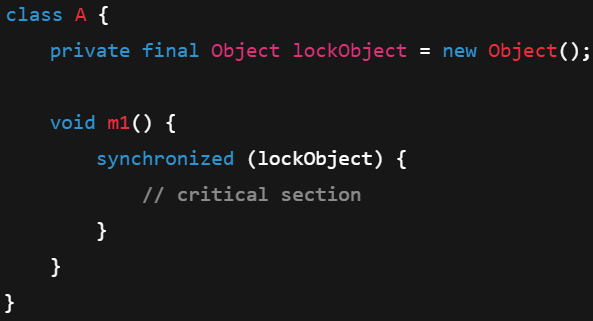 class A {
    private final Object lockObject = new Object();

    void m1() {
        synchronized (lockObject) {
            // critical section
        }
    }
}